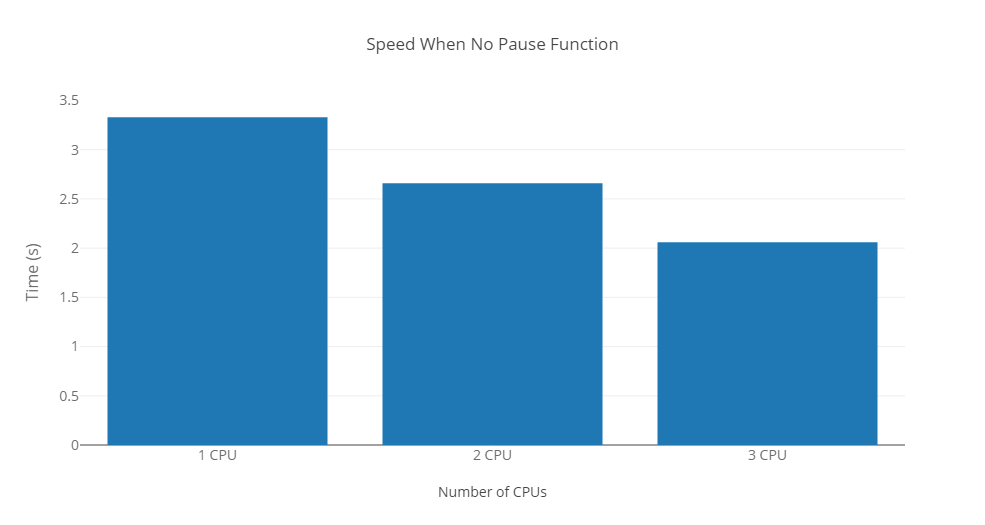 Speed When No Pause Function
3.5
3
2.5
2
1.5
1
0.5
0
Time (s)
1 CPU
2 CPU
3 CPU
Number of CPUs